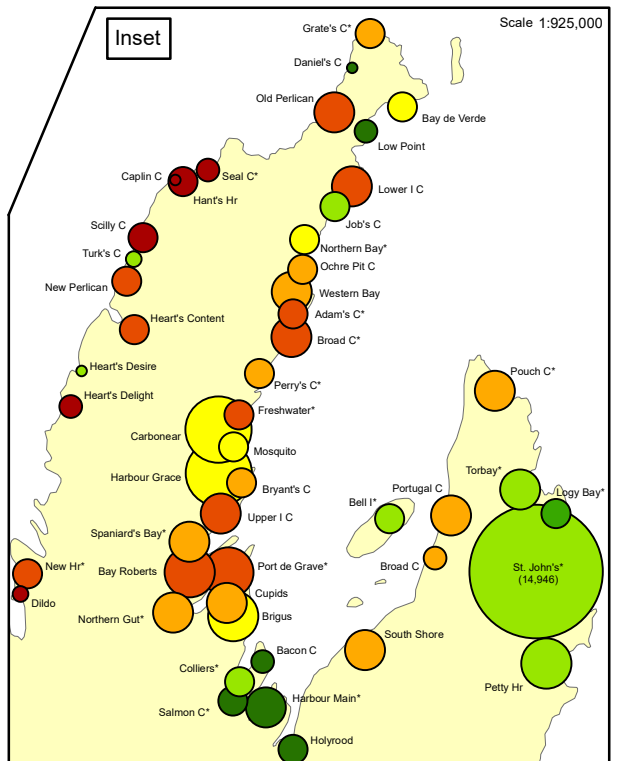 Inset
Scale 1:925,000
Grate's C*
Daniel's C
Old Perlican
Bay de Verde
Low Point
Caplin C
Seal C*
Hant's Hr
Lower I C
Job's C
Scilly C
Turk's C
Northern Bay*
Ochre Pit C
New Perlican
Western Bay
Adam's C*
Heart's Content
Broad C*
Heart's Desire
Perry's C*
Pouch C*
Heart's Delight
Freshwater*
Carbonear
Mosquito
Harbour Grace
Bryant's C
Torbay*
Portugal C
Logy Bay*
Bell I*
Upper I C
Spaniard's Bay*
New Hr*
Bay Roberts
Port de Grave*
Broad C
St. John's*
(14,946)
Dildo
Cupids
Northern Gut*
Brigus
South Shore
Bacon C
Colliers*
Petty Hr
Harbour Main*
Salmon C*
Holyrood